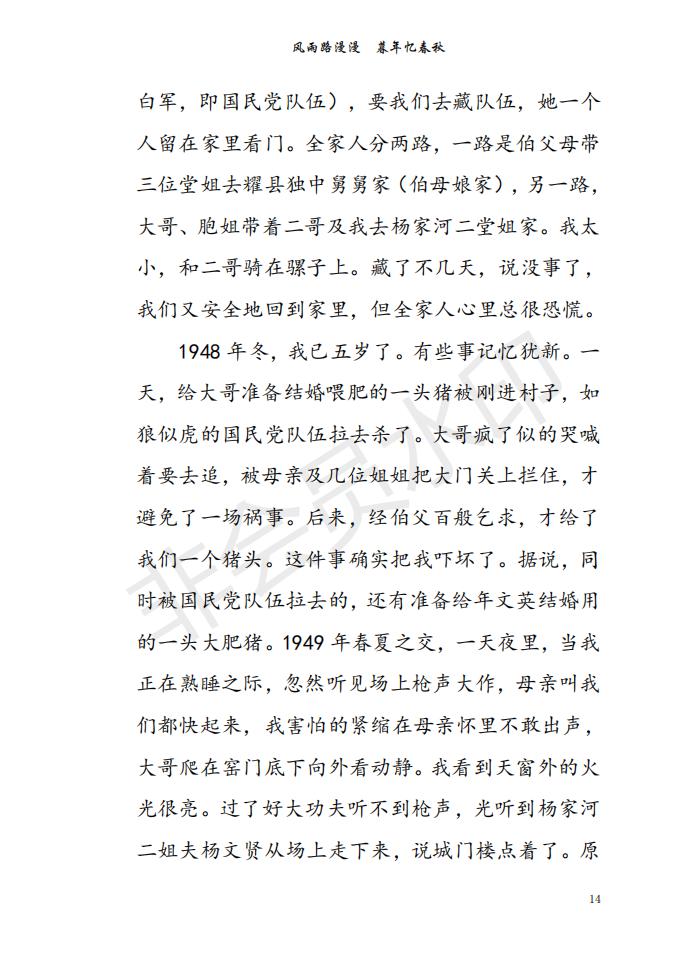 风雨路漫漫 暮年忆春秋
白军，即国民党队伍），要我们去藏队伍，她一个
人留在家里看门。全家人分两路，一路是伯父母带
三位堂姐去耀县独中舅舅家（伯母娘家），另一路，
大哥、胞姐带着二哥及我去杨家河二堂姐家。我太
小，和二哥骑在骡子上。藏了不几天，说没事了，
我们又安全地回到家里，但全家人心里总很恐慌。
1948 年冬，我已五岁了。有些事记忆犹新。一
天，给大哥准备结婚喂肥的一头猪被刚进村子，如
狼似虎的国民党队伍拉去杀了。大哥疯了似的哭喊
着要去追，被母亲及几位姐姐把大门关上拦住，才
避免了一场祸事。后来，经伯父百般乞求，才给了
我们一个猪头。这件事确实把我吓坏了。据说，同
时被国民党队伍拉去的，还有准备给年文英结婚用
的一头大肥猪。1949 年春夏之交，一天夜里，当我
正在熟睡之际，忽然听见场上枪声大作，母亲叫我
们都快起来，我害怕的紧缩在母亲怀里不敢出声，
大哥爬在窑门底下向外看动静。我看到天窗外的火
光很亮。过了好大功夫听不到枪声，光听到杨家河
二姐夫杨文贤从场上走下来，说城门楼点着了。原
14
非会员水印